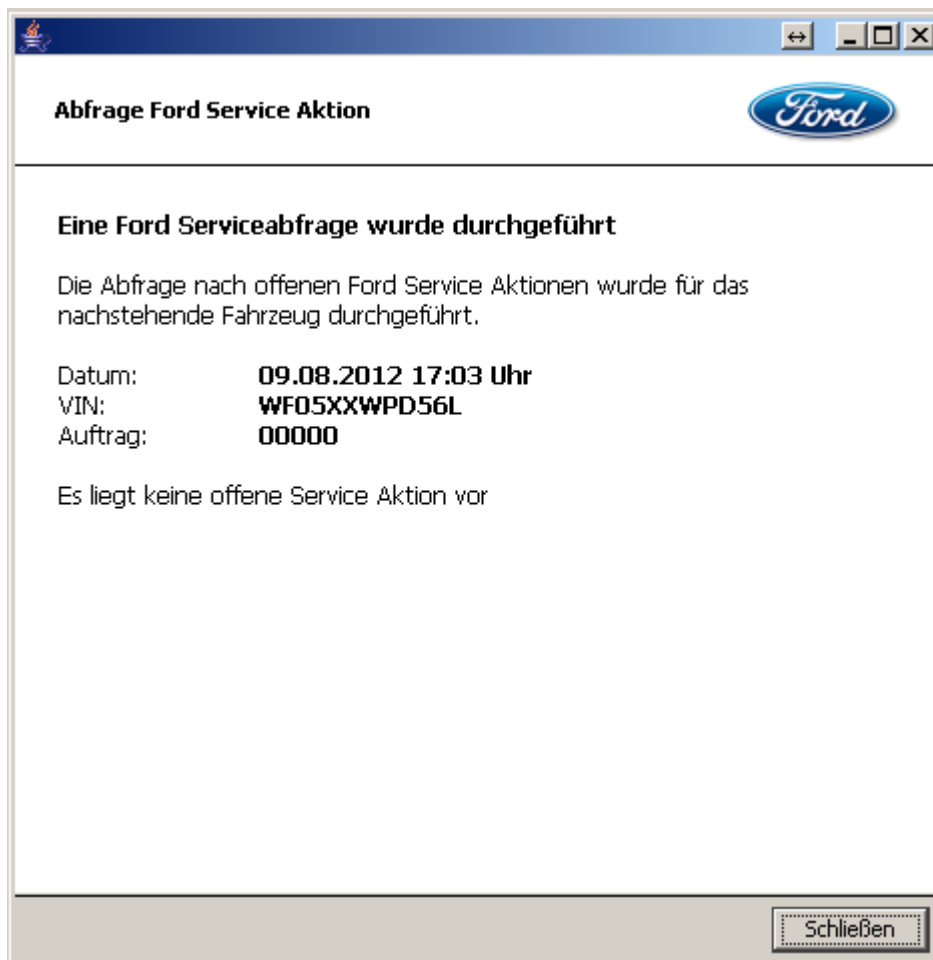 Abfrage Ford Service Aktion
Ford
Eine Ford Serviceabfrage wurde durchgeführt
Die Abfrage nach offenen Ford Service Aktionen wurde für das
nachstehende Fahrzeug durchgeführt.
Datum: 09.08.2012 17:03 Uhr
VIN: WF05XXWPD56L
Auftrag: 00000
Es liegt keine offene Service Aktion vor
Schließen